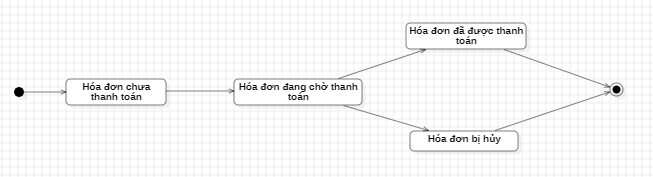 Hóa đơn đã được thanh
toán
Hóa đơn chưa
thanh toán
Hóa đơn đang chờ thanh
toán
Hóa đơn bị hủy